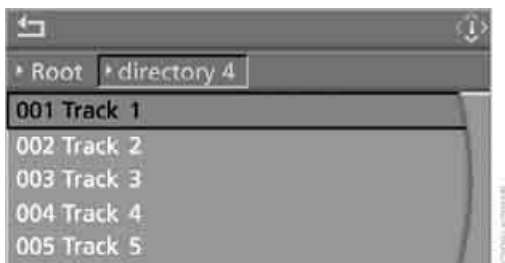 Root directory 4
001 Track 1
002 Track 2
003 Track 3
004 Track 4
005 Track 5